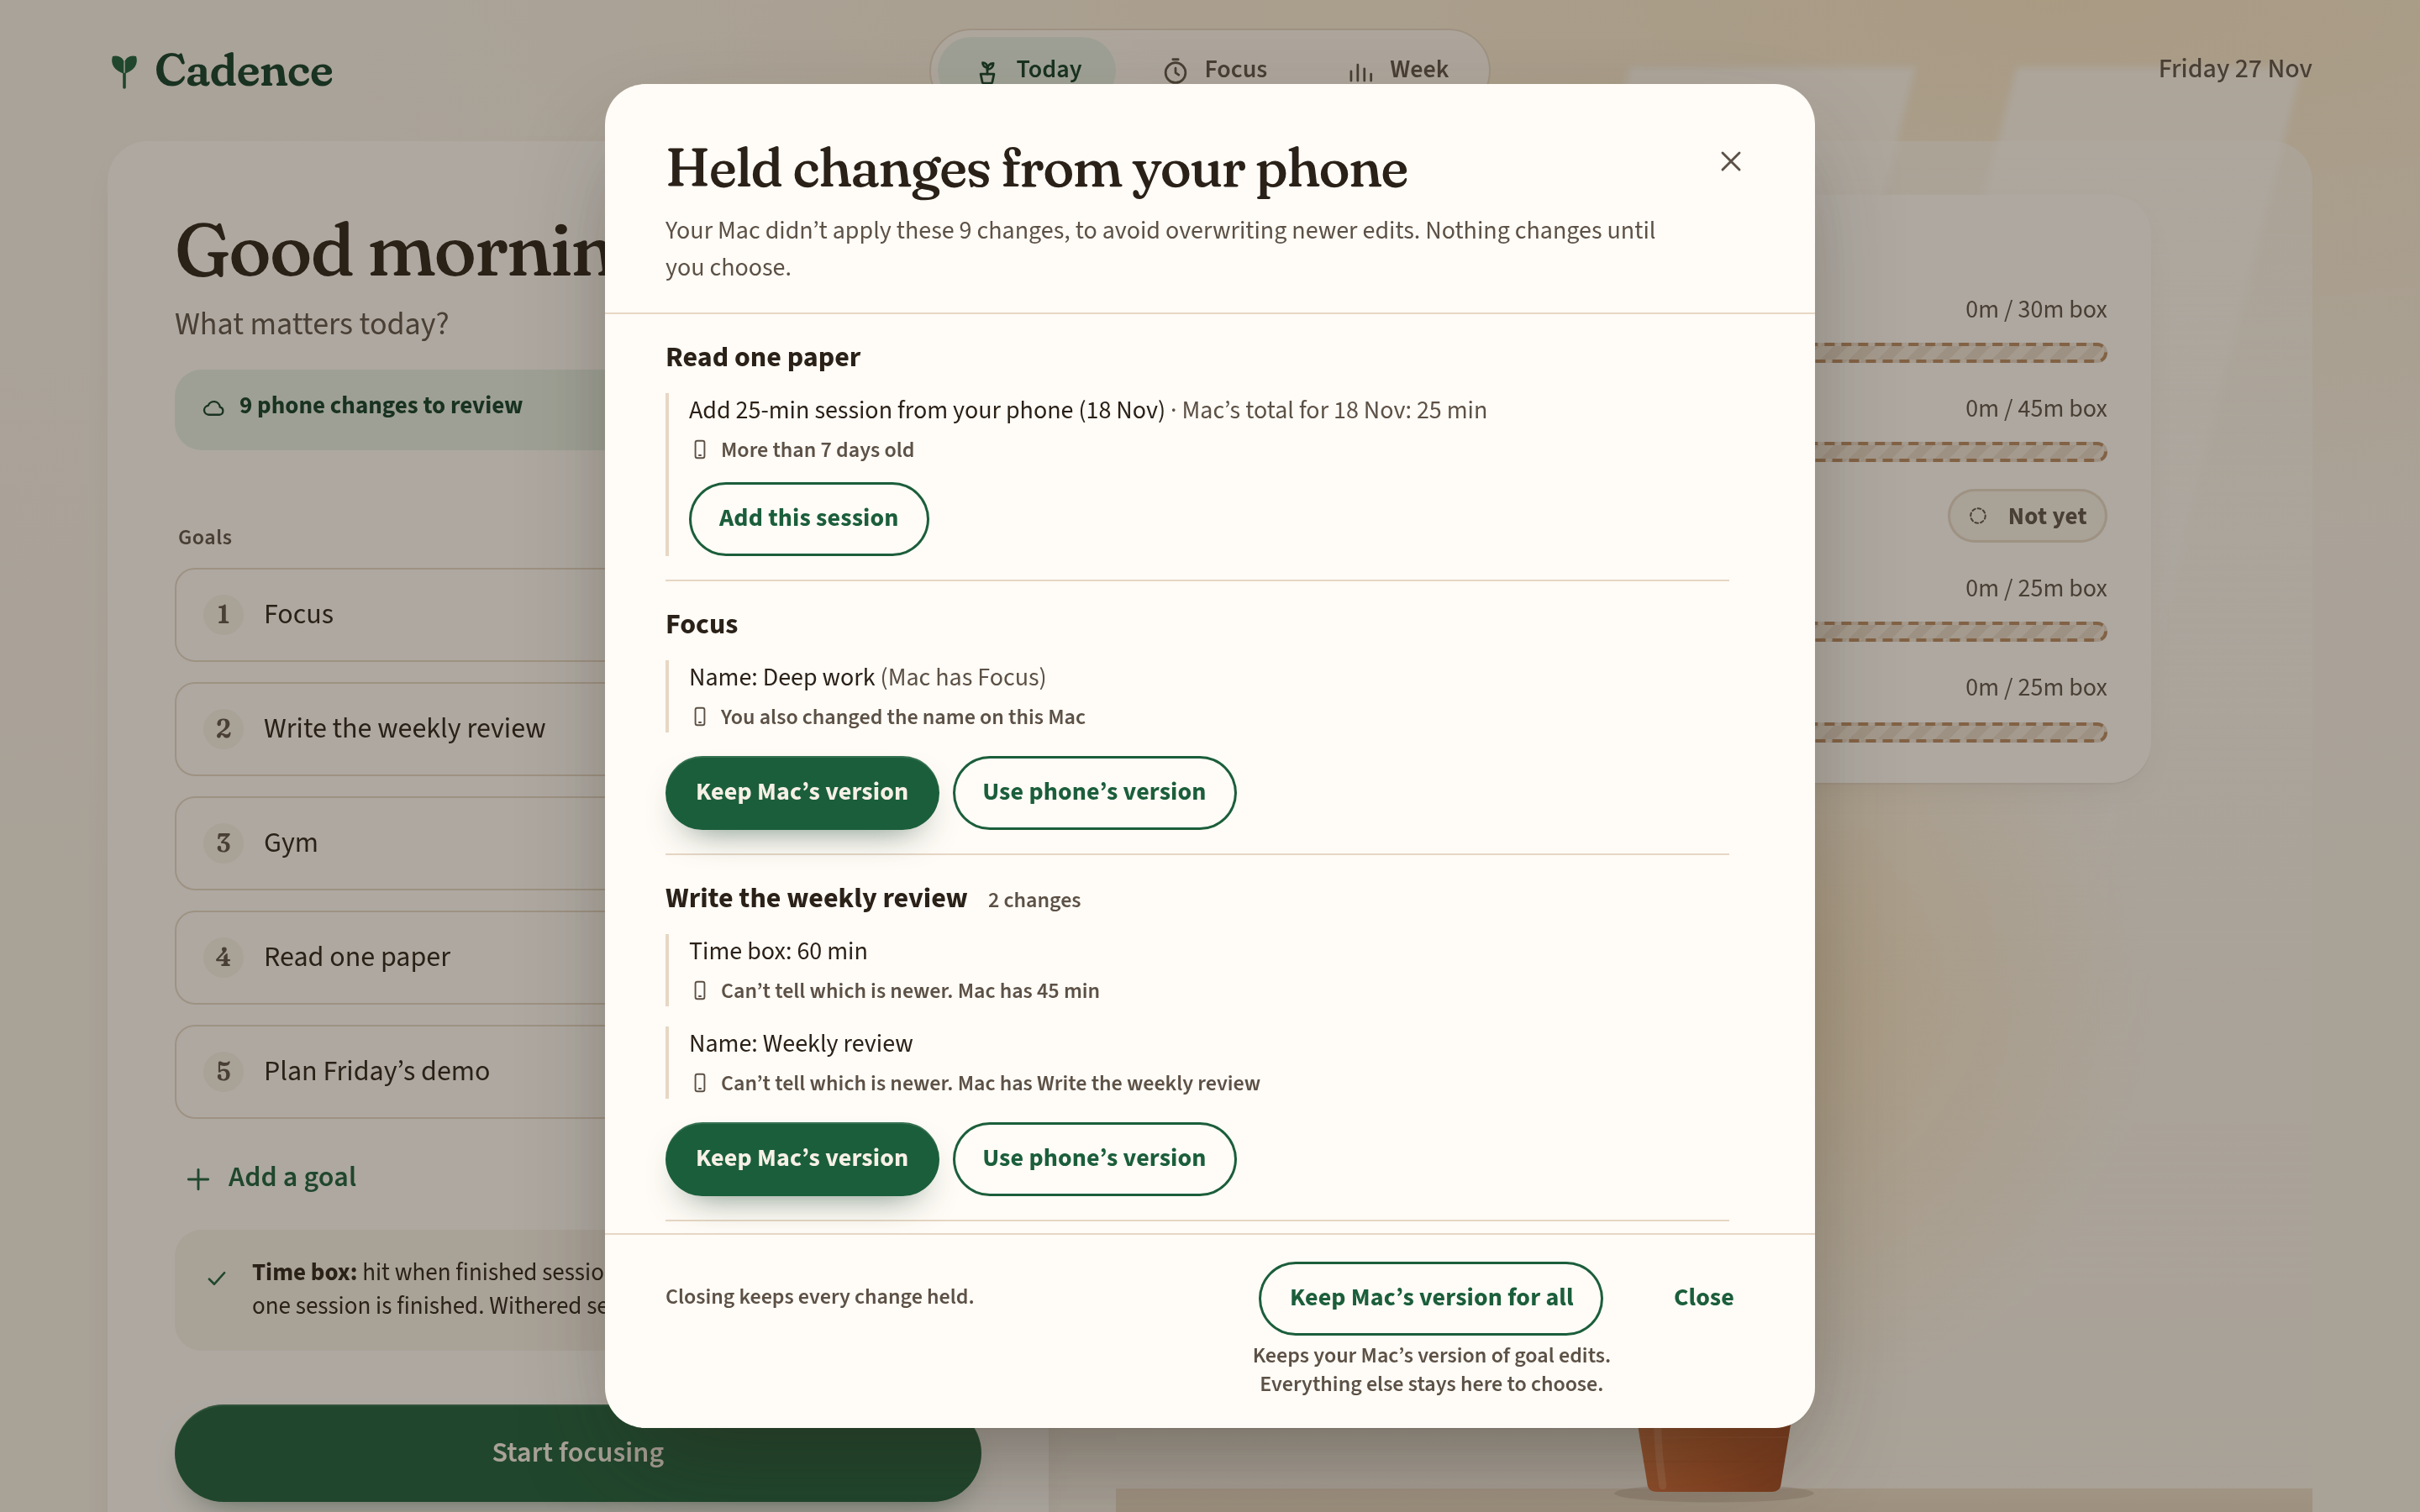 Cadence
Today
Focus
Week
Friday 27 Nov
Good mornin
What matters today?
9 phone changes to review
Goals
1 Focus
2 Write the weekly review
3 Gym
4 Read one paper
5 Plan Friday’s demo
Add a goal
Time box: hit when finished sessio
one session is finished. Withered se
Start focusing
Held changes from your phone
Your Mac didn’t apply these 9 changes, to avoid overwriting newer edits. Nothing changes until
you choose.
Read one paper
Add 25-min session from your phone (18 Nov) · Mac’s total for 18 Nov: 25 min
More than 7 days old
Add this session
Focus
Name: Deep work (Mac has Focus)
You also changed the name on this Mac
Keep Mac’s version
Use phone’s version
Write the weekly review 2 changes
Time box: 60 min
Can’t tell which is newer. Mac has 45 min
Name: Weekly review
Can’t tell which is newer. Mac has Write the weekly review
Keep Mac’s version
Use phone’s version
Closing keeps every change held.
Keep Mac’s version for all
Close
Keeps your Mac’s version of goal edits.
Everything else stays here to choose.
0m / 30m box
0m / 45m box
Not yet
0m / 25m box
0m / 25m box